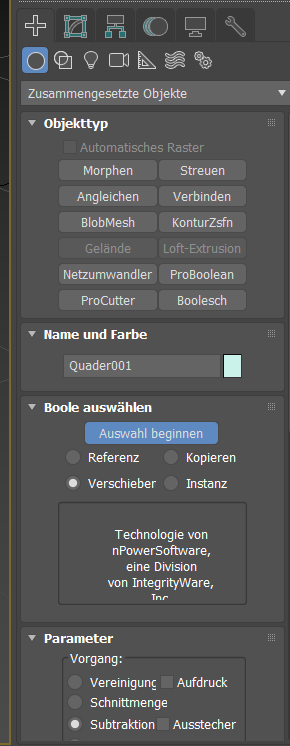 Zusammengesetzte Objekte
Objekttyp
Automatisches Raster
Morphen Streuen
Angleichen Verbinden
BlobMesh KonturZsfn
Gelände Loft-Extrusion
Netzumwandler ProBoolean
ProCutter Boolesch
Name und Farbe
Quader001
Boole auswählen
Auswahl beginnen
Referenz Kopieren
Verschieber Instanz
Technologie von
nPowerSoftware,
eine Division
von IntegrityWare,
Inc
Parameter
Vorgang:
Vereinigung Aufdruck
Schnittmenge
Subtraktion Ausstecher